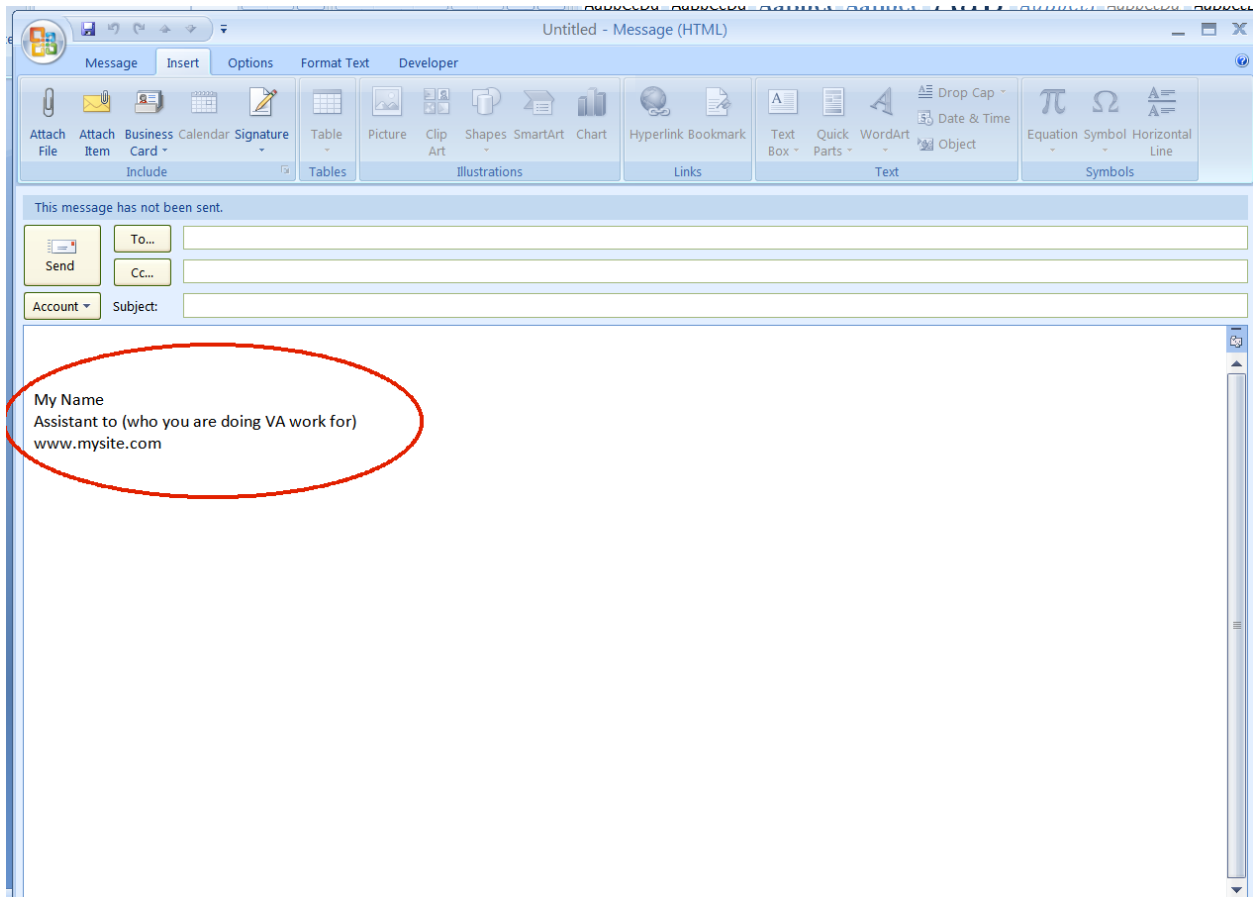 Untitled - Message (HTML)
Message Insert Options Format Text Developer
Attach File Attach Item Business Card Calendar Signature Table Picture Clip Art Shapes SmartArt Chart Hyperlink Bookmark Text Box Quick Parts WordArt Drop Cap Date & Time Object Equation Symbol Horizontal Line
Include Tables Illustrations Links Text Symbols
This message has not been sent.
Send
To...
Cc...
Account Subject:
My Name
Assistant to (who you are doing VA work for)
www.mysite.com